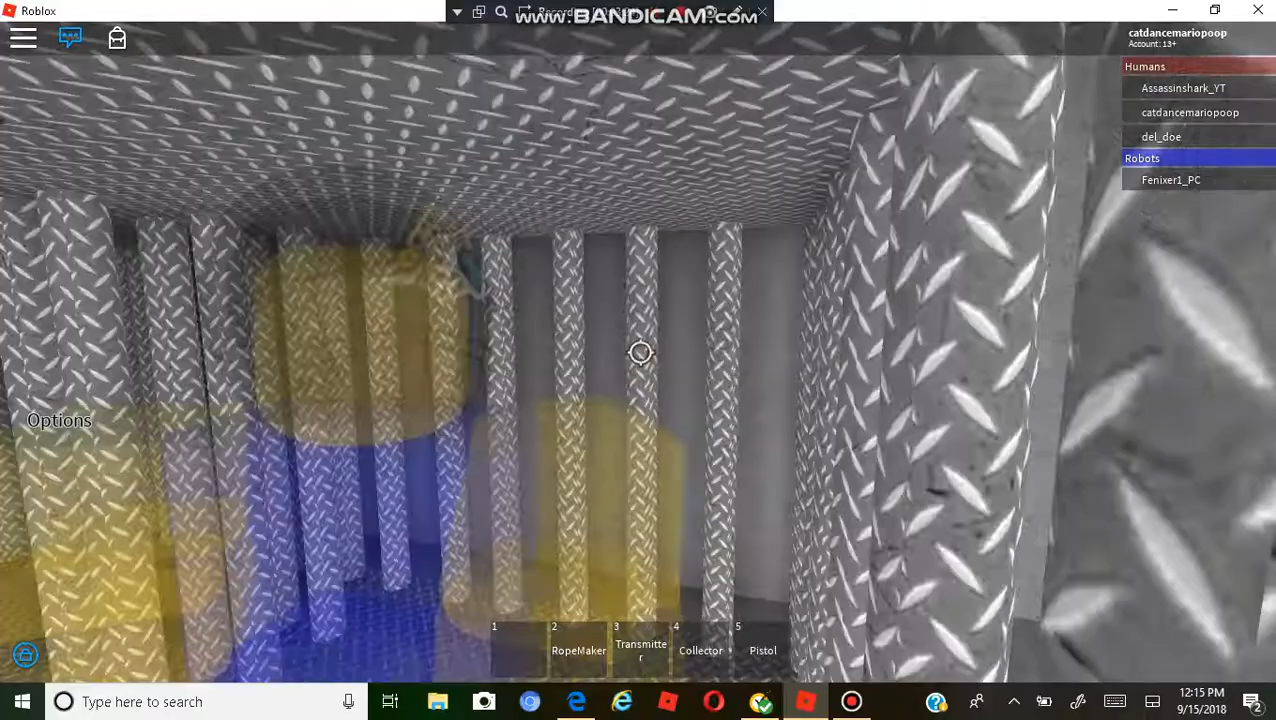 Roblox
www.BANDICAM.com
catdancemariopoop
Account: 13+
Humans
Assassinshark_YT
catdancemariopoop
del_doe
Robots
Fenixer1_PC
Options
1
2
3
4
5
RopeMaker
Transmitte
r
Collector
Pistol
Type here to search
12:15 PM
9/15/2018
2